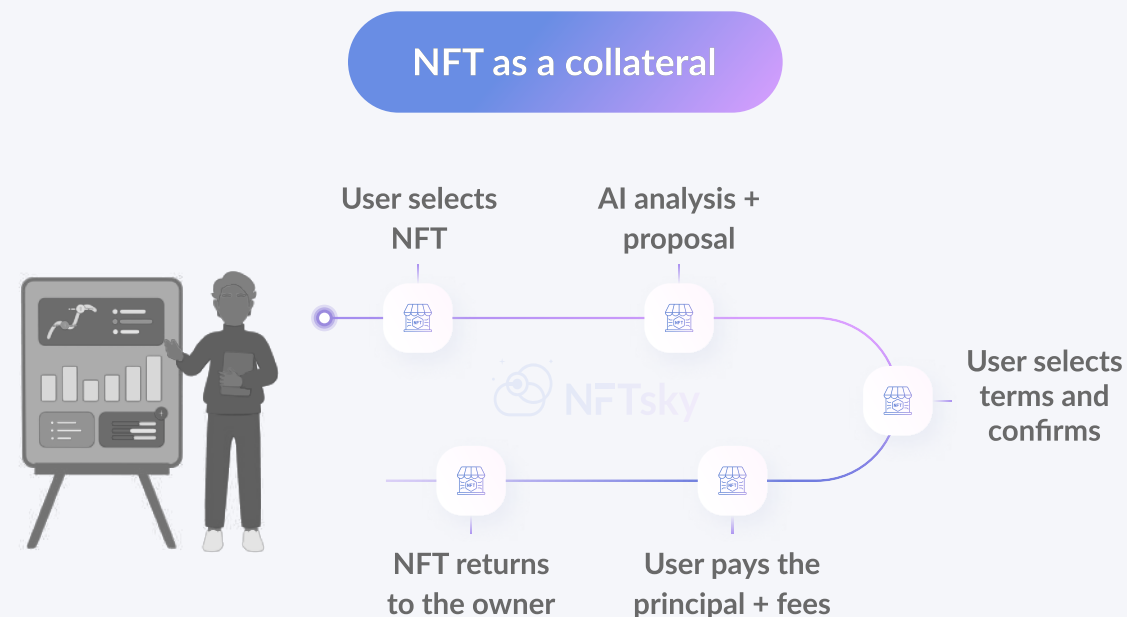 NFT as a collateral
User selects
NFT
AI analysis +
proposal
User selects
terms and
confirms
NFTsky
NFT returns
to the owner
User pays the
principal + fees